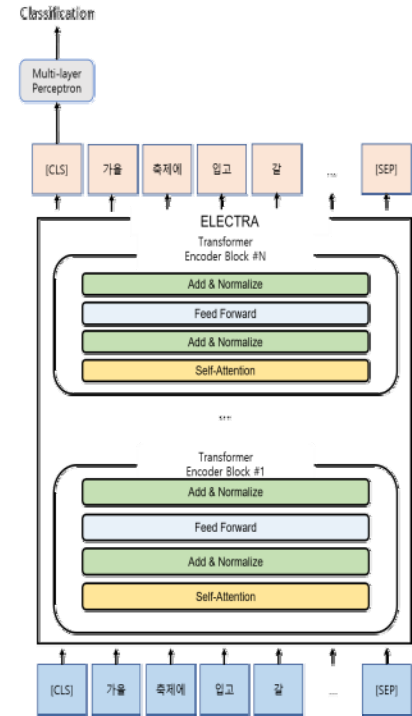 Classification
Multi-layer
Perceptron
[CLS] 가을 축제에 입고 갈 ... [SEP]
ELECTRA
Transformer
Encoder Block #N
Add & Normalize
Feed Forward
Add & Normalize
Self-Attention
...
Transformer
Encoder Block #1
Add & Normalize
Feed Forward
Add & Normalize
Self-Attention
[CLS] 가을 축제에 입고 갈 ... [SEP]